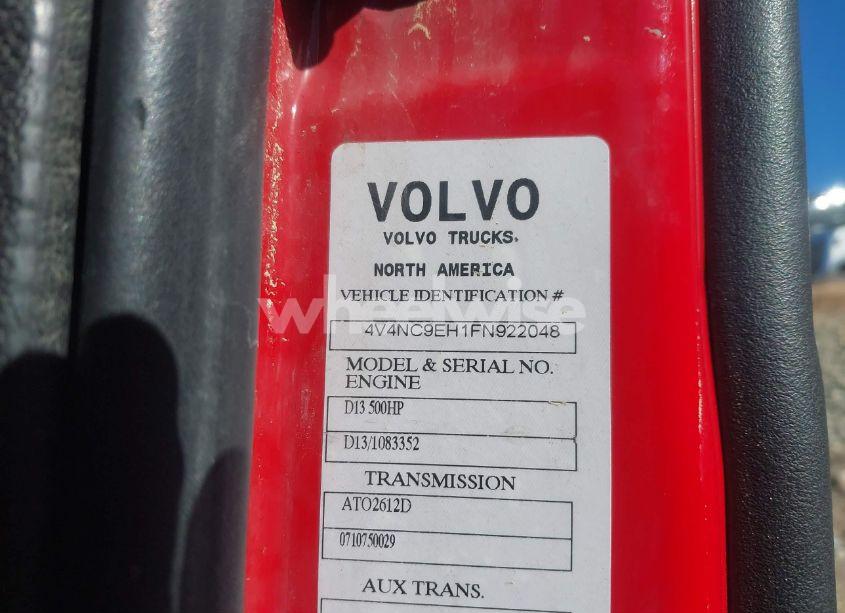 VOLVO
VOLVO TRUCKS.
NORTH AMERICA
VEHICLE IDENTIFICATION #
wheelwise
4V4NC9EH1FN922048
MODEL & SERIAL NO.
ENGINE
D13 500HP
D13/1083352
TRANSMISSION
ATO2612D
0710750029
AUX TRANS.